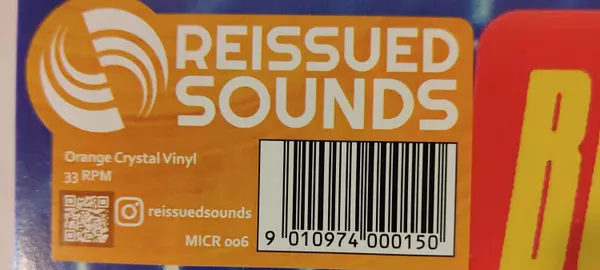 REISSUED
SOUNDS
Orange Crystal Vinyl
33 RPM
reissuedsounds
MICR 006
9 010974 000150